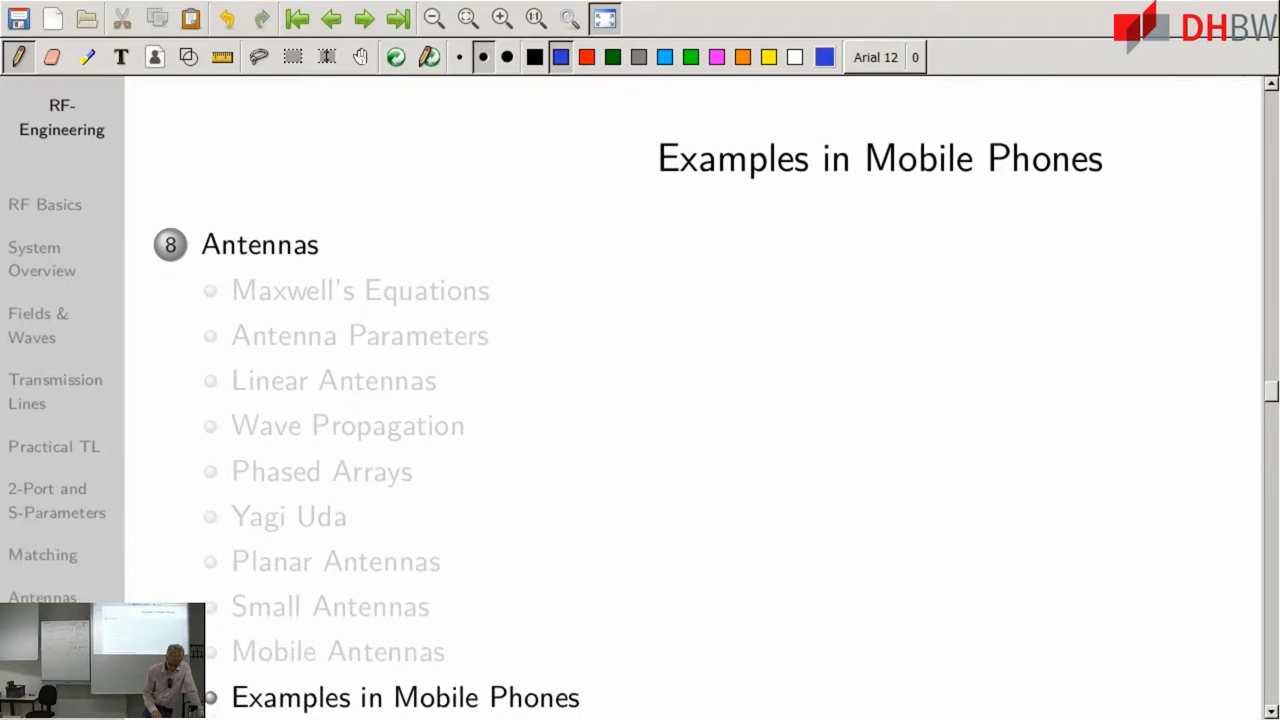 DHBW
Arial 12
0
RF-
Engineering
RF Basics
System
Overview
Fields &
Waves
Transmission
Lines
Practical TL
2-Port and
S-Parameters
Matching
Antennas
Examples in Mobile Phones
8 Antennas
Maxwell's Equations
Antenna Parameters
Linear Antennas
Wave Propagation
Phased Arrays
Yagi Uda
Planar Antennas
Small Antennas
Mobile Antennas
Examples in Mobile Phones